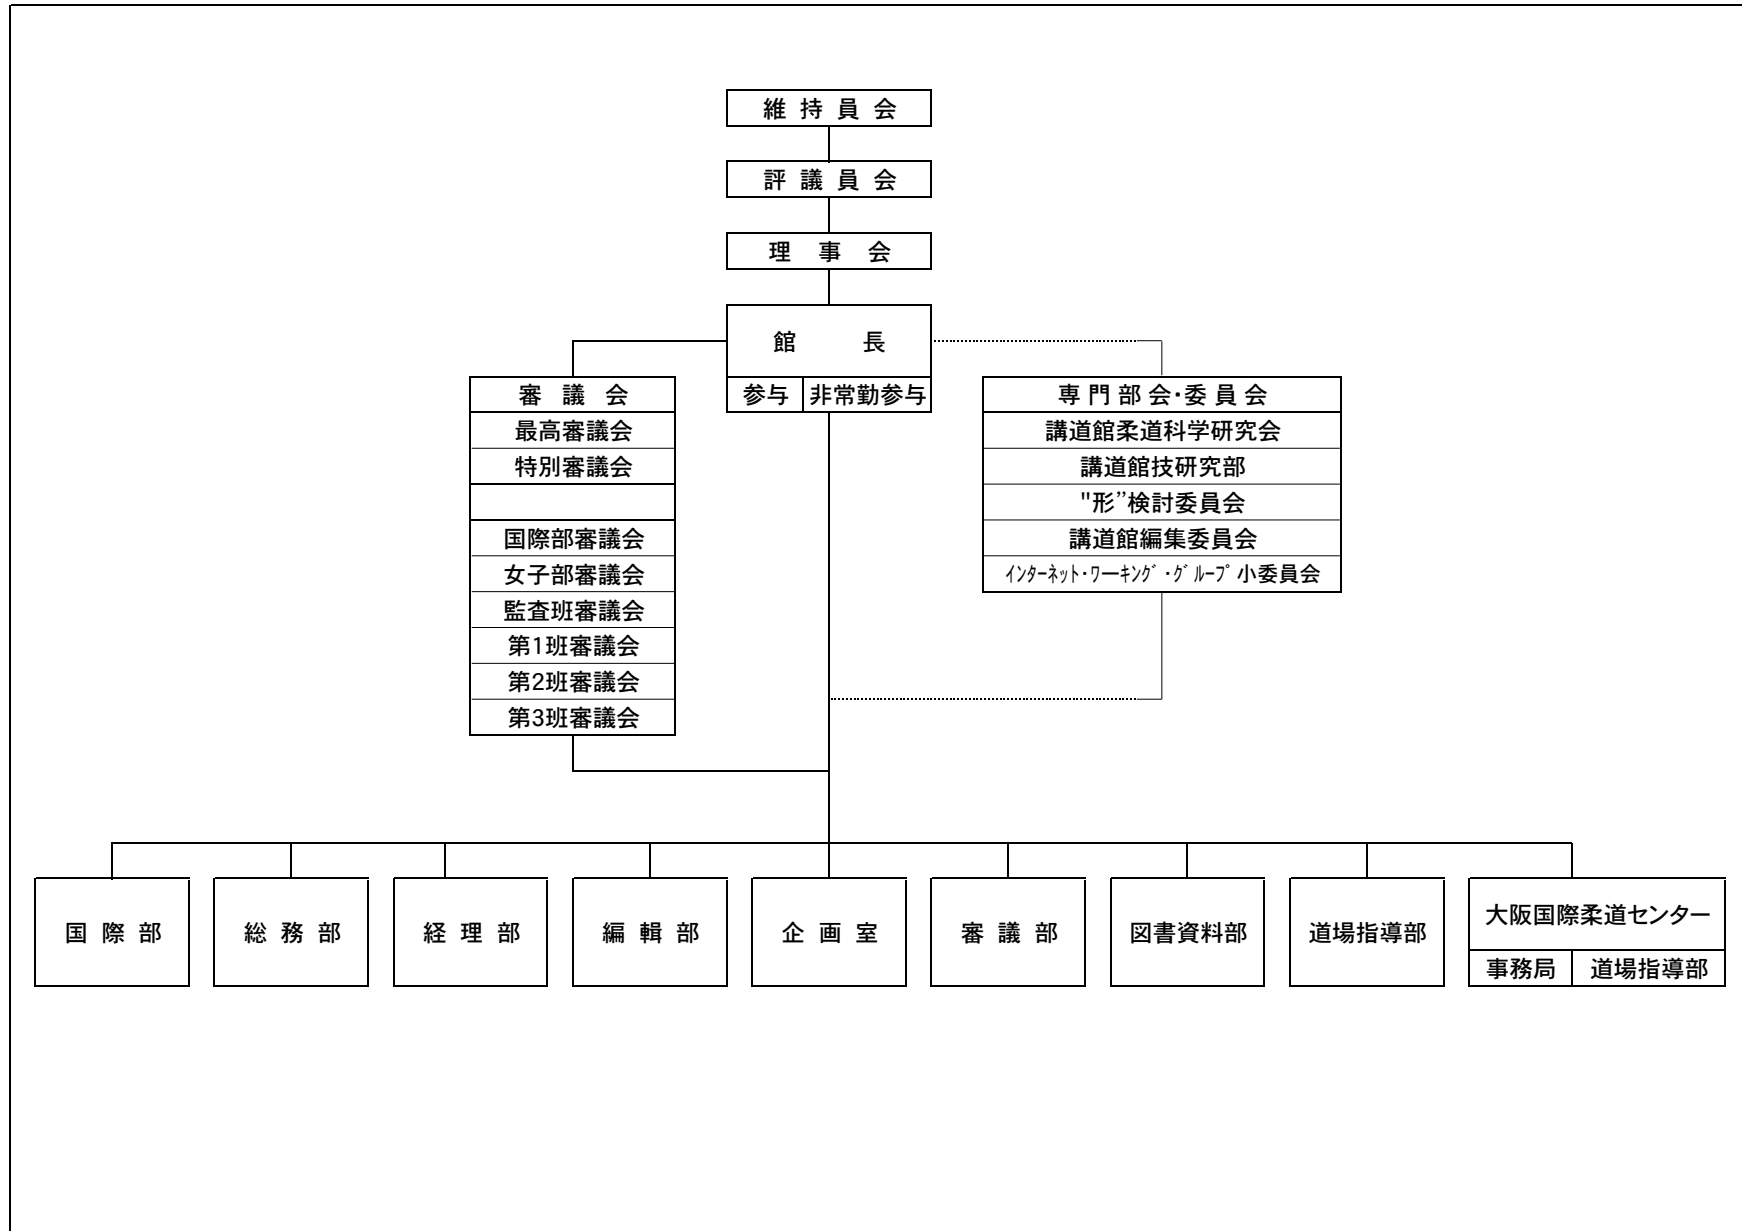 維持員会
評議員会
理事会
館長
参与 非常勤参与
審議会
最高審議会
特別審議会
国際部審議会
女子部審議会
監査班審議会
第1班審議会
第2班審議会
第3班審議会
専門部会・委員会
講道館柔道科学研究会
講道館技研究部
"形”検討委員会
講道館編集委員会
ｲﾝﾀｰﾈｯﾄ・ﾜｰｷﾝｸﾞ・ｸﾞﾙｰﾌﾟ小委員会
国際部
総務部
経理部
編輯部
企画室
審議部
図書資料部
道場指導部
大阪国際柔道センター
事務局 道場指導部